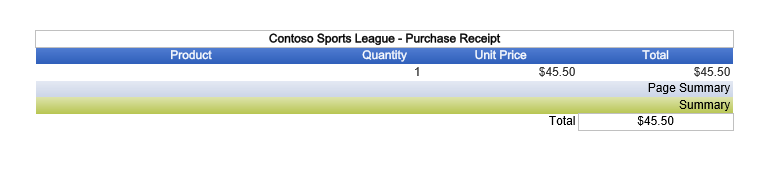 Contoso Sports League - Purchase Receipt
Product Quantity Unit Price Total
1 $45.50 $45.50
Page Summary
Summary
Total $45.50